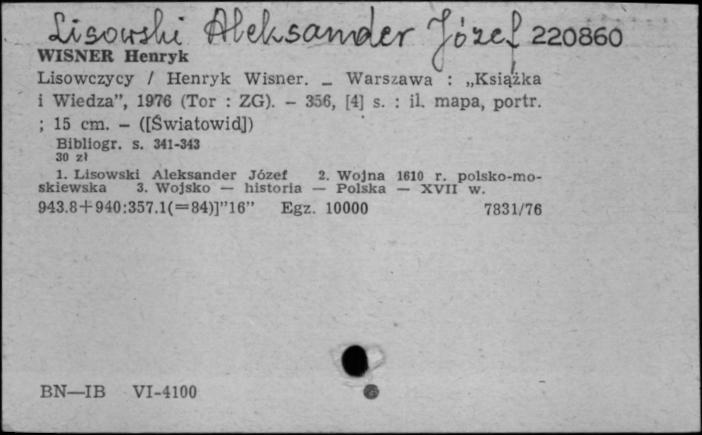 Lisowski Aleksander Józef 220860
WISNER Henryk
Lisowczycy / Henryk Wisner. _ Warszawa : „Książka
i Wiedza”, 1976 (Tor : ZG). — 356, [4] s. : il. mapa, portr.
; 15 cm. — ([Światowid])
Bibliogr. s. 341-343
30 zł
1. Lisowski Aleksander Józef 2. Wojna 1610 r. polsko-mo-
skiewska 3. Wojsko — historia — Polska — XVII w.
943.8+940:357.1(=84)]”16” Egz. 10000 7831/76
BN—IB VI-4100